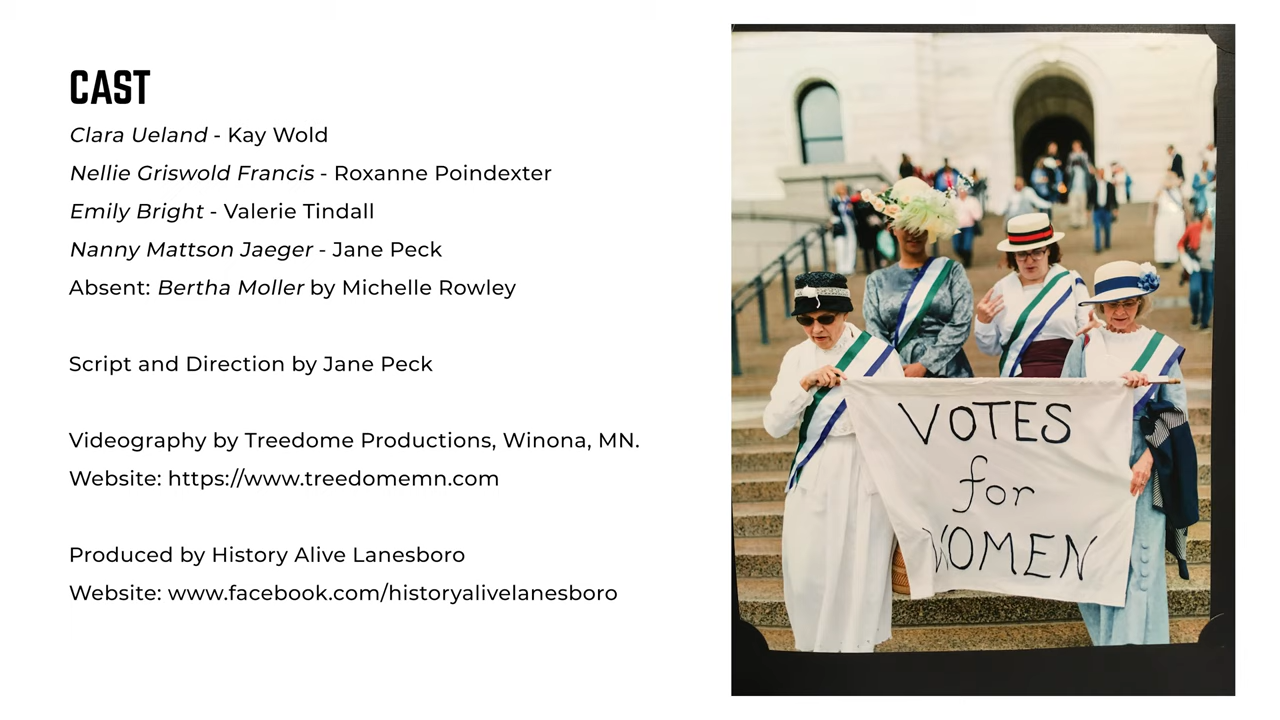 CAST
Clara Ueland - Kay Wold
Nellie Griswold Francis - Roxanne Poindexter
Emily Bright - Valerie Tindall
Nanny Mattson Jaeger - Jane Peck
Absent: Bertha Moller by Michelle Rowley
Script and Direction by Jane Peck
Videography by Treedome Productions, Winona, MN.
Website: https://www.treedomemn.com
Produced by History Alive Lanesboro
Website: www.facebook.com/historyalivelanesboro
VOTES
for
WOMEN